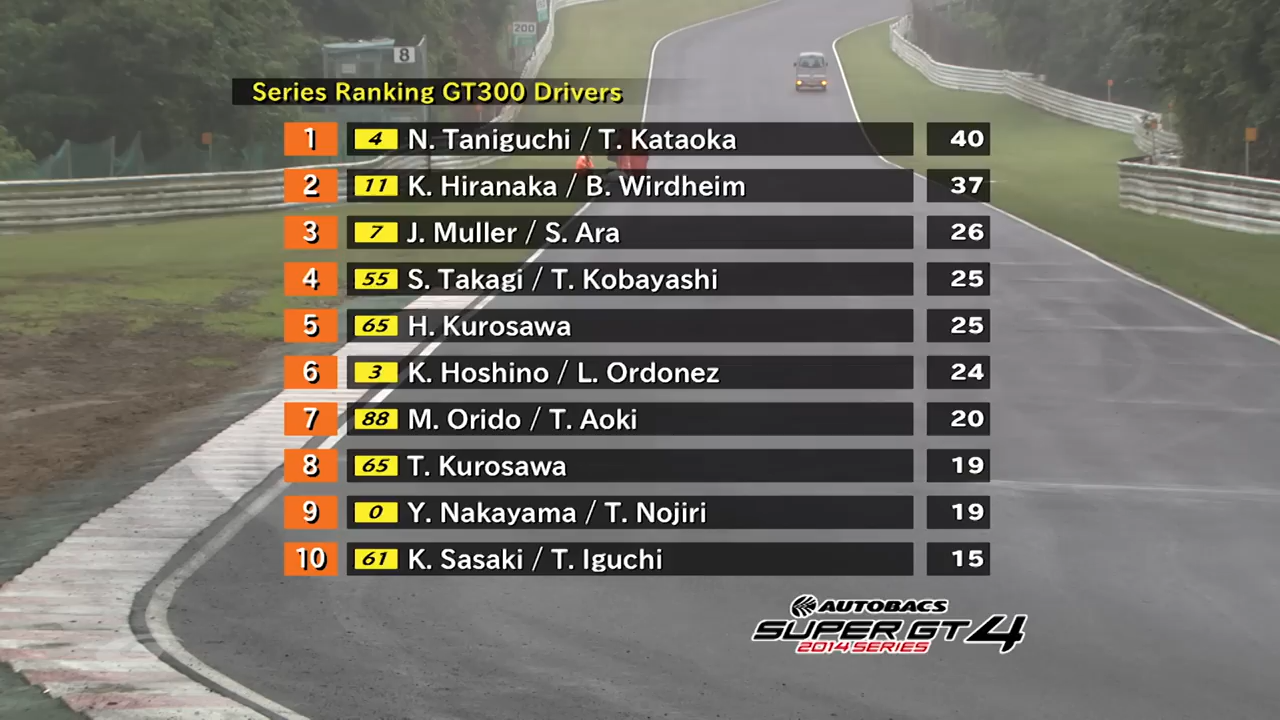 200
8
Series Ranking GT300 Drivers
1 4 N. Taniguchi / T. Kataoka 40
2 11 K. Hiranaka / B. Wirdheim 37
3 7 J. Muller / S. Ara 26
4 55 S. Takagi / T. Kobayashi 25
5 65 H. Kurosawa 25
6 3 K. Hoshino / L. Ordonez 24
7 88 M. Orido / T. Aoki 20
8 65 T. Kurosawa 19
9 0 Y. Nakayama / T. Nojiri 19
10 61 K. Sasaki / T. Iguchi 15
AUTOBACS
SUPER GT 4
2014 SERIES